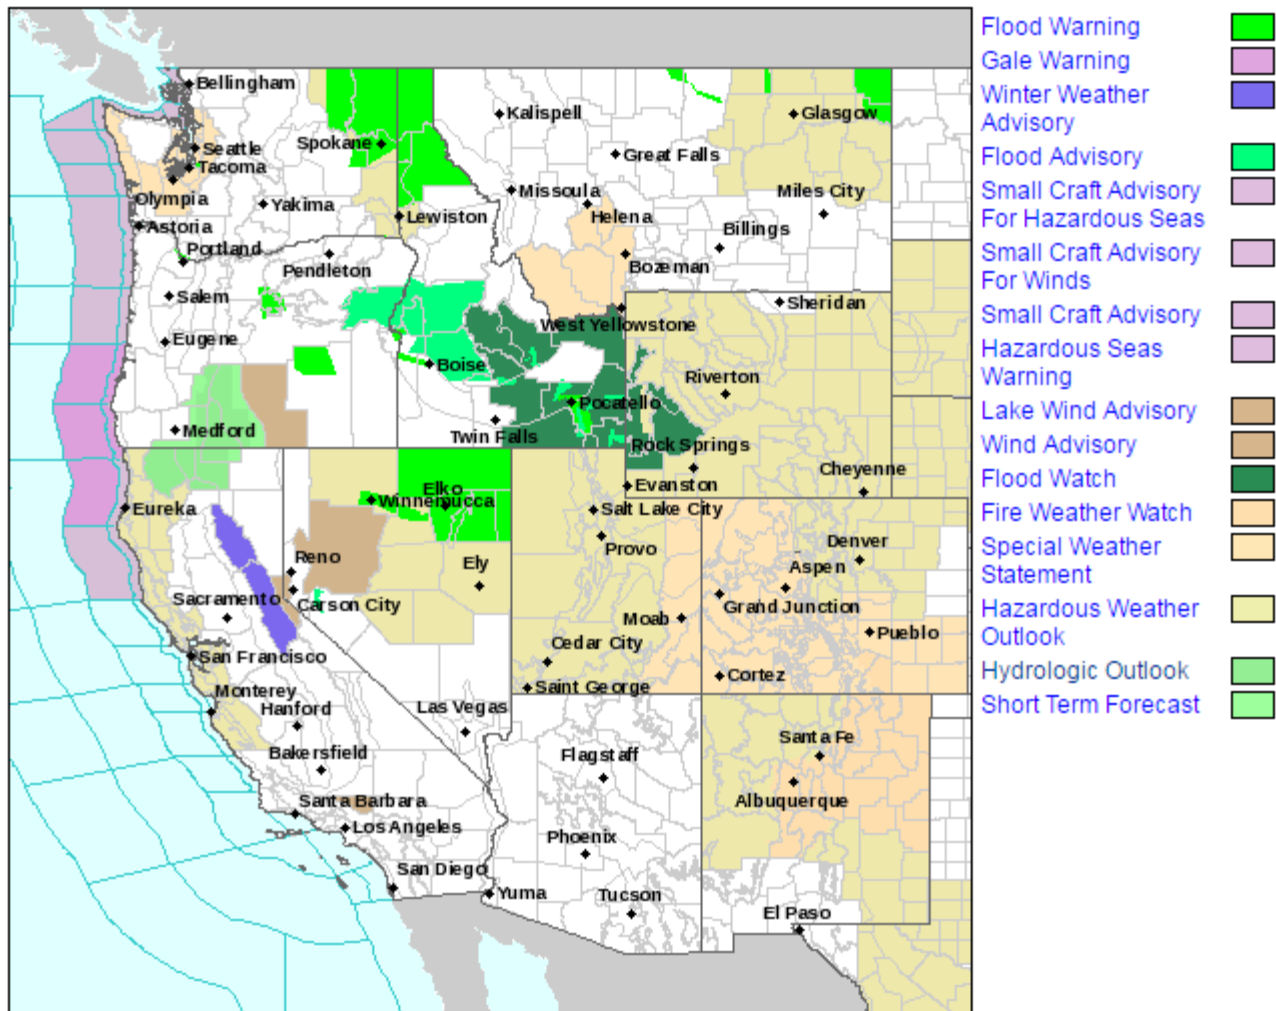 Bellingham
Kalispell
Glasgow
Seattle
Spokane
Great Falls
Tacoma
Olympia
Yakima
Missoula
Miles City
Astoria
Lewiston
Helena
Billings
Portland
Pendleton
Bozeman
Salem
Sheridan
West Yellowstone
Eugene
Boise
Riverton
Pocatello
Medford
Twin Falls
Rock Springs
Cheyenne
Evanston
Elko
Winnemucca
Eureka
Salt Lake City
Provo
Denver
Reno
Ely
Aspen
Sacramento
Carson City
Grand Junction
Moab
Pueblo
Cedar City
San Francisco
Cortez
Saint George
Monterey
Hanford
Las Vegas
Santa Fe
Bakersfield
Flagstaff
Santa Barbara
Albuquerque
Los Angeles
Phoenix
San Diego
Yuma
Tucson
El Paso
Flood Warning
Gale Warning
Winter Weather
Advisory
Flood Advisory
Small Craft Advisory
For Hazardous Seas
Small Craft Advisory
For Winds
Small Craft Advisory
Hazardous Seas
Warning
Lake Wind Advisory
Wind Advisory
Flood Watch
Fire Weather Watch
Special Weather
Statement
Hazardous Weather
Outlook
Hydrologic Outlook
Short Term Forecast